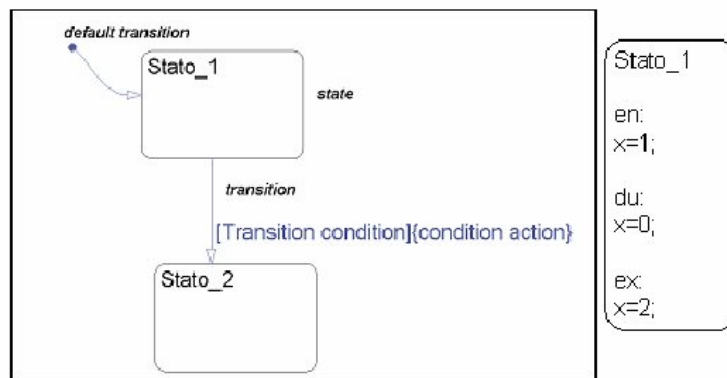 default transition
Stato_1
state
transition
[Transition condition]{condition action}
Stato_2
Stato_1
en:
x=1;
du:
x=0;
ex:
x=2;